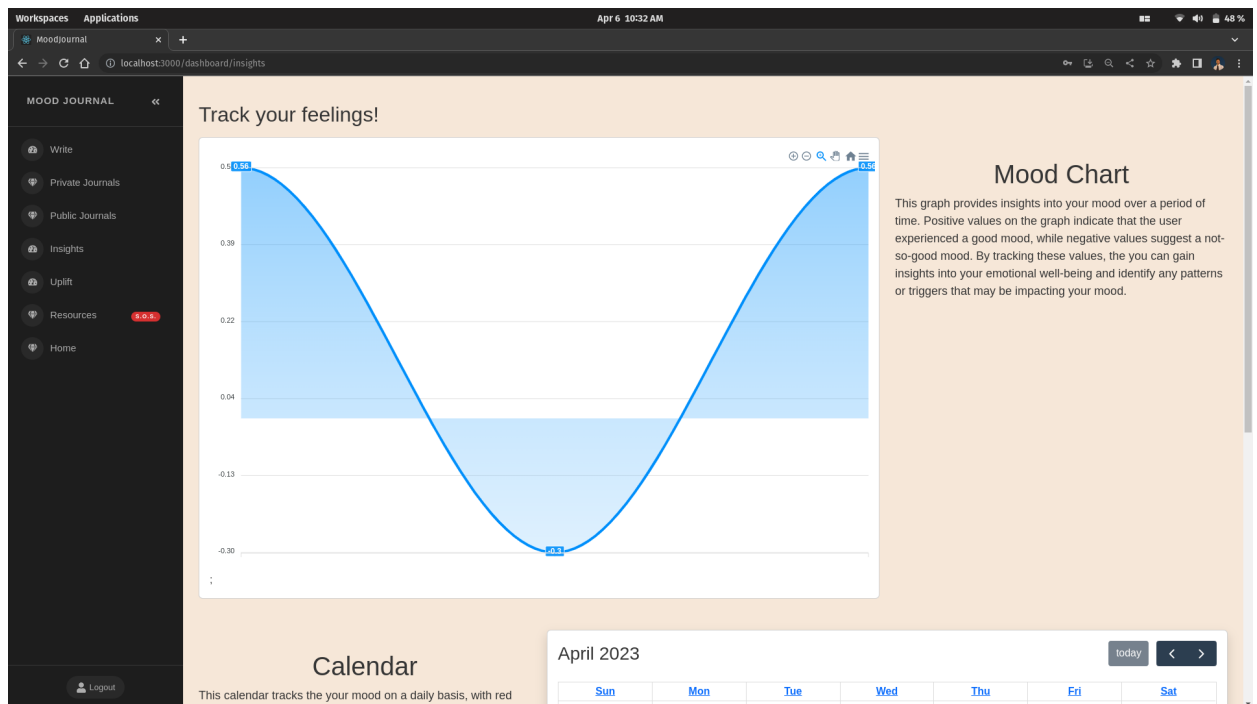 Workspaces Applications
Apr 6 10:32 AM
48 %
MoodJournal
localhost:3000/dashboard/insights
MOOD JOURNAL
Write
Private Journals
Public Journals
Insights
Uplift
Resources
S.O.S.
Home
Logout
Track your feelings!
0.56
0.56
0.39
0.22
0.04
-0.13
-0.30
-0.3
;
Mood Chart
This graph provides insights into your mood over a period of
time. Positive values on the graph indicate that the user
experienced a good mood, while negative values suggest a not-
so-good mood. By tracking these values, the you can gain
insights into your emotional well-being and identify any patterns
or triggers that may be impacting your mood.
Calendar
This calendar tracks the your mood on a daily basis, with red
April 2023
today
Sun Mon Tue Wed Thu Fri Sat